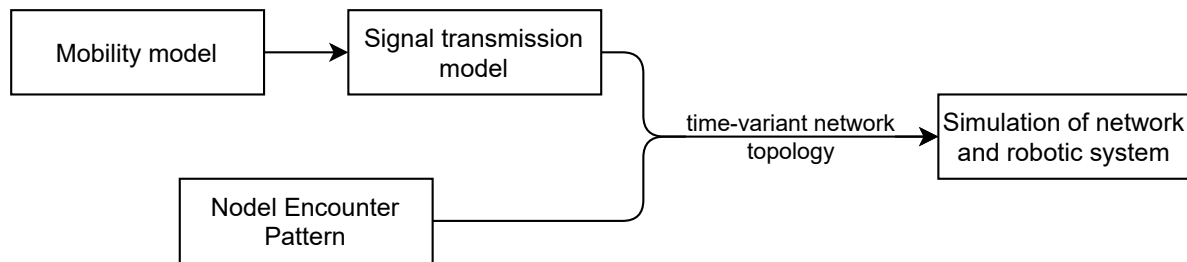 Mobility model
Signal transmission
model
time-variant network
topology
Simulation of network
and robotic system
Nodel Encounter
Pattern